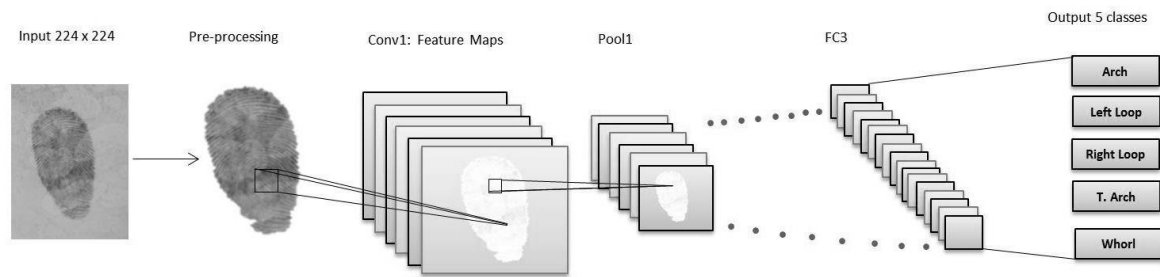 Input 224 x 224
Pre-processing
Conv1: Feature Maps
Pool1
FC3
Output 5 classes
Arch
Left Loop
Right Loop
T. Arch
Whorl